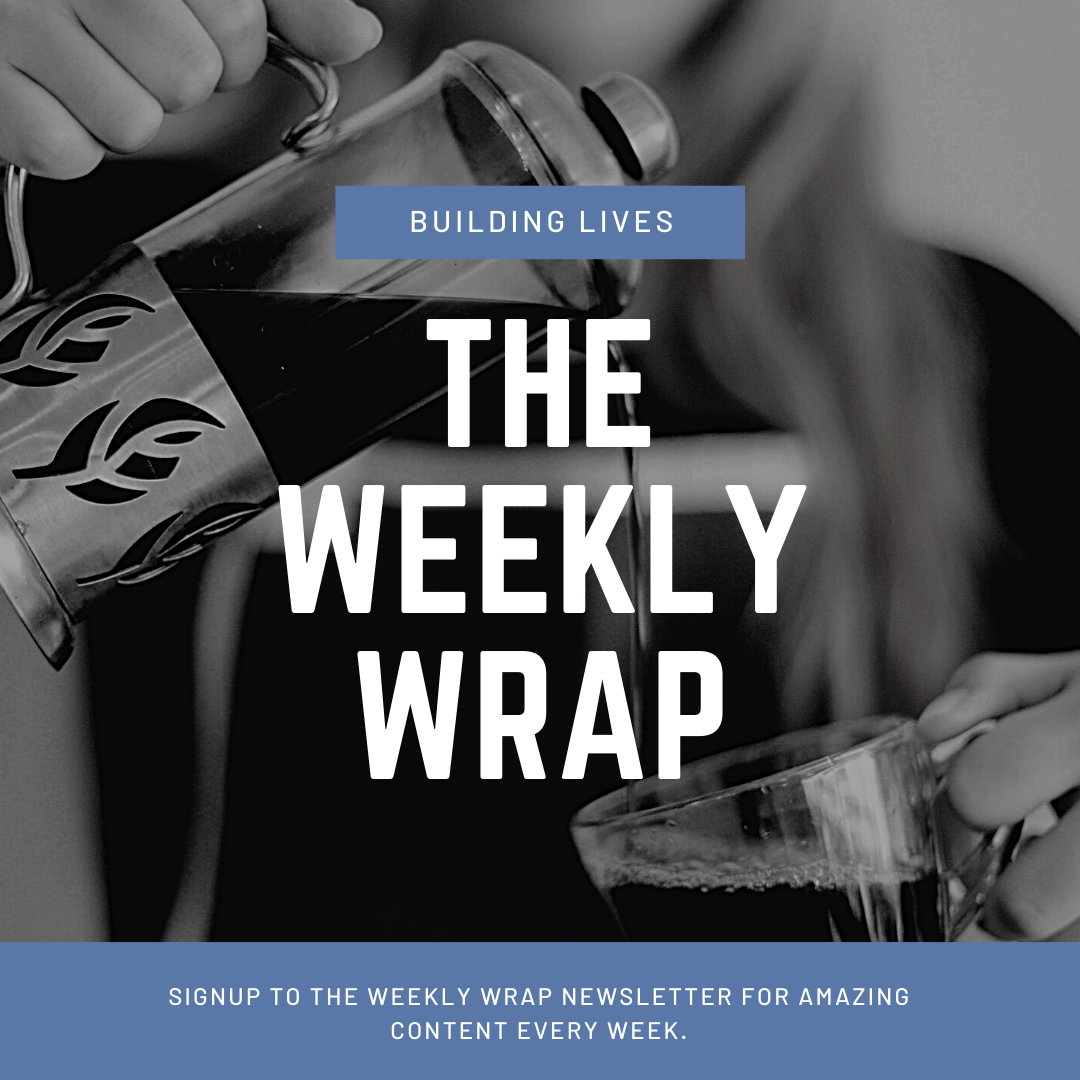 BUILDING LIVES
THE
WEEKLY
WRAP
SIGNUP TO THE WEEKLY WRAP NEWSLETTER FOR AMAZING
CONTENT EVERY WEEK.